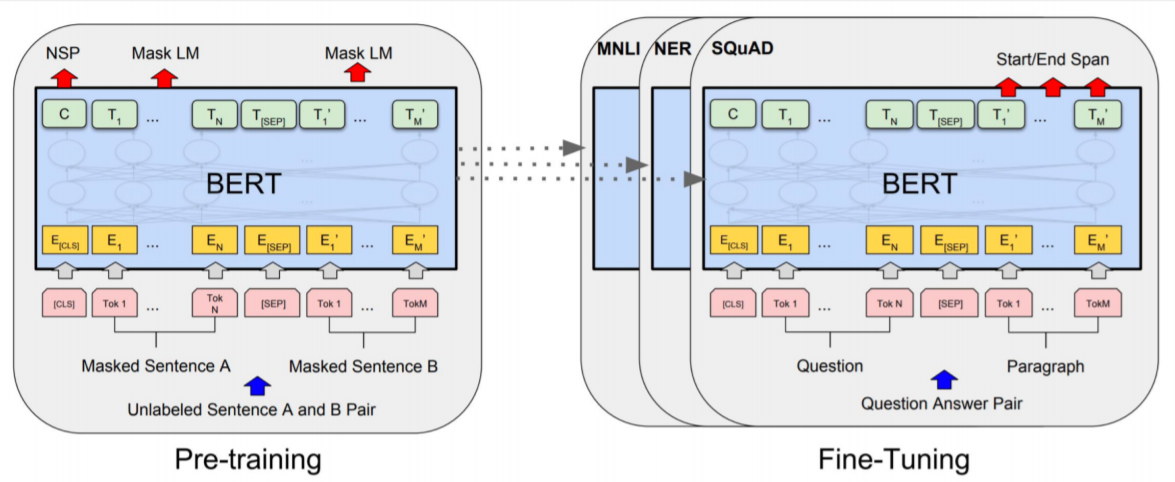 NSP Mask LM Mask LM
C T1 ... TN T[SEP] T1' ... TM'
BERT
E[CLS] E1 ... EN E[SEP] E1' ... EM'
[CLS] Tok 1 ... Tok N [SEP] Tok 1 ... TokM
Masked Sentence A Masked Sentence B
Unlabeled Sentence A and B Pair
Pre-training
MNLI NER SQuAD
Start/End Span
C T1 ... TN T[SEP] T1' ... TM'
BERT
E[CLS] E1 ... EN E[SEP] E1' ... EM'
[CLS] Tok 1 ... Tok N [SEP] Tok 1 ... TokM
Question Paragraph
Question Answer Pair
Fine-Tuning